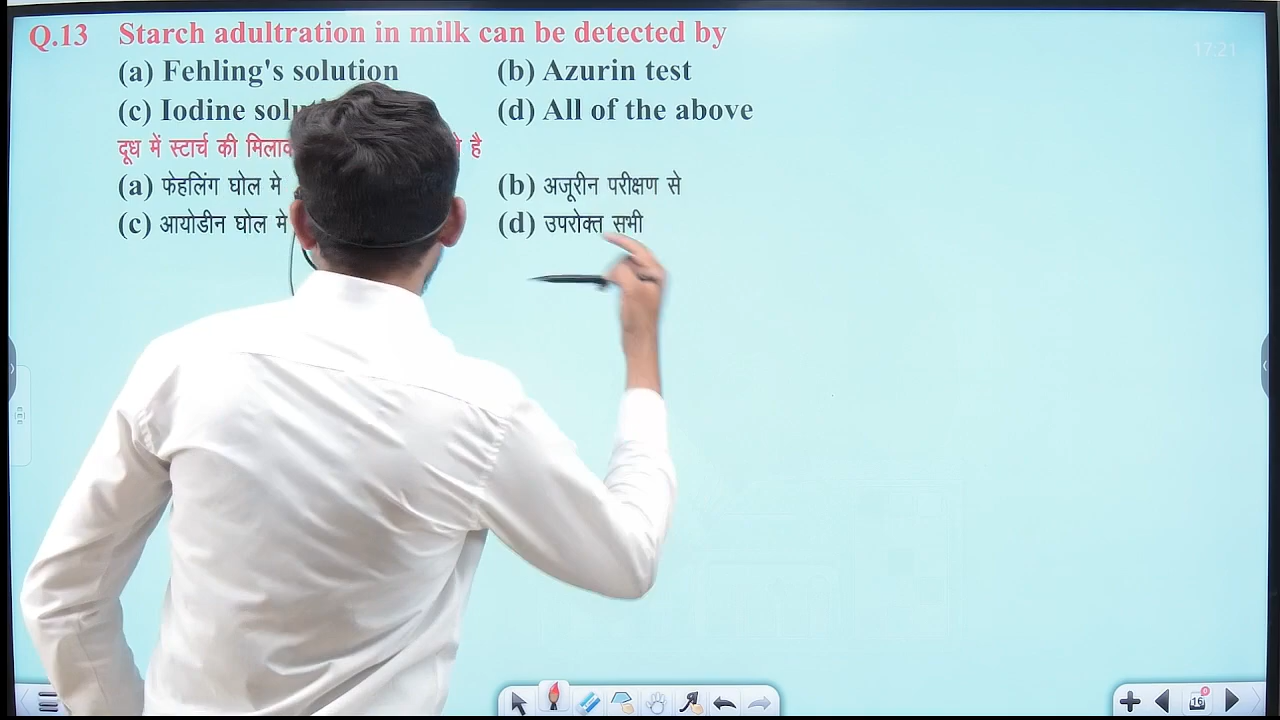 Q.13 Starch adultration in milk can be detected by
(a) Fehling's solution (b) Azurin test
(c) Iodine (d) All of the above
दूध में स्टार्च की है
(a) फेहलिंग घोल मे (b) अजूरीन परीक्षण से
(c) आयोडीन घोल मे (d) उपरोक्त सभी
17:21
16